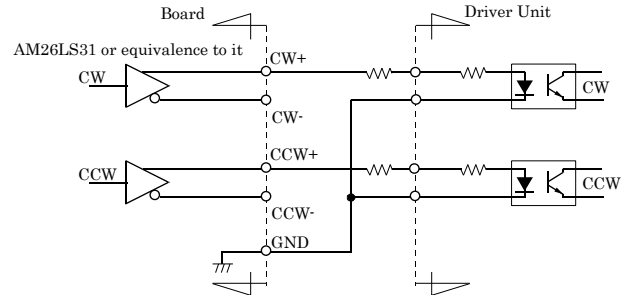 Board
Driver Unit
AM26LS31 or equivalence to it
CW
CW+
CW
CW-
CCW
CCW+
CCW
CCW-
GND